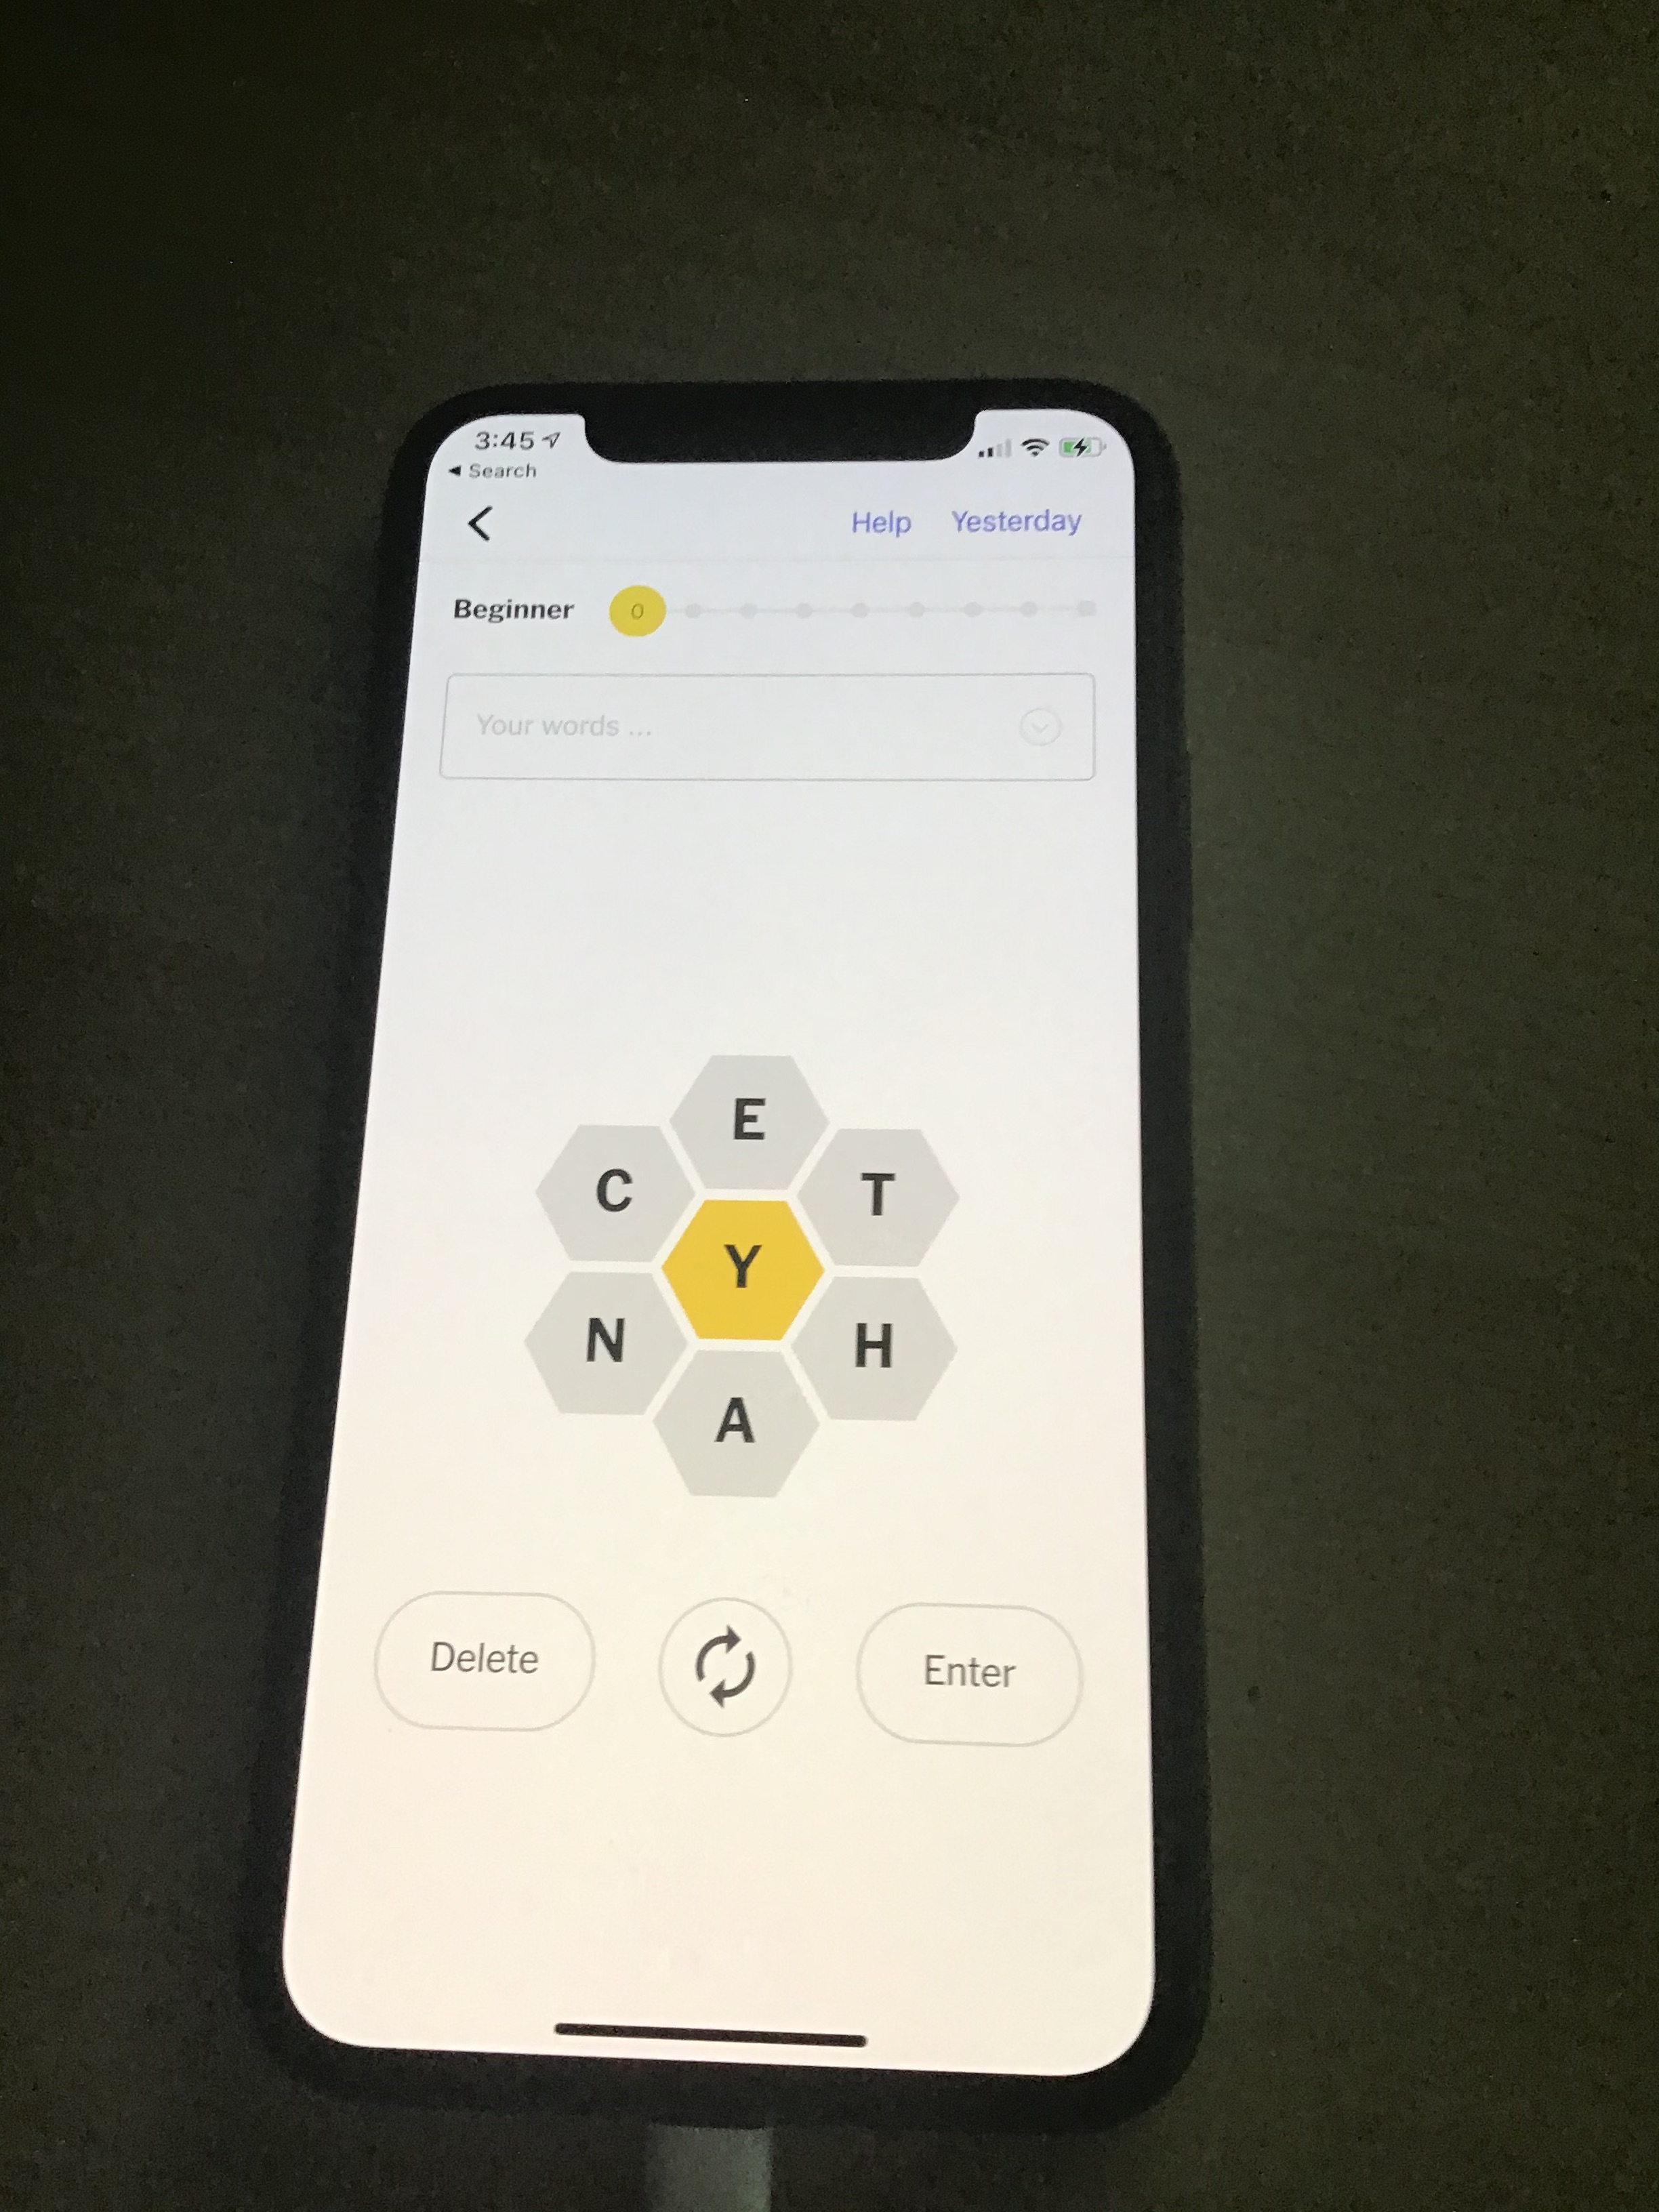 3:45
◄ Search
Help Yesterday
Beginner 0
Your words ...
E
C T
Y
N H
A
Delete Enter